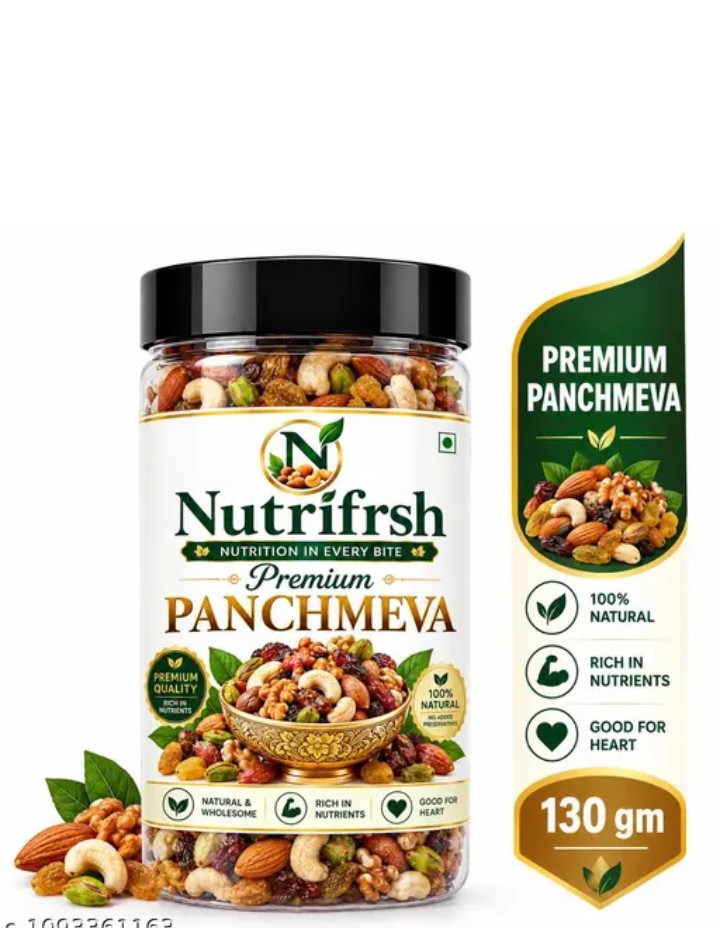 N
Nutrifrsh
NUTRITION IN EVERY BITE
Premium
PANCHMEVA
PREMIUM
QUALITY
RICH IN
NUTRIENTS
100%
NATURAL
NO ADDED
PRESERVATIVES
NATURAL &
WHOLESOME
RICH IN
NUTRIENTS
GOOD FOR
HEART
PREMIUM
PANCHMEVA
100%
NATURAL
RICH IN
NUTRIENTS
GOOD FOR
HEART
130 gm